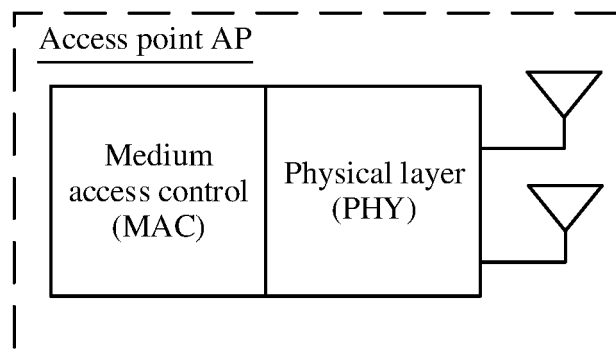 Access point AP
Medium
access control
(MAC)
Physical layer
(PHY)